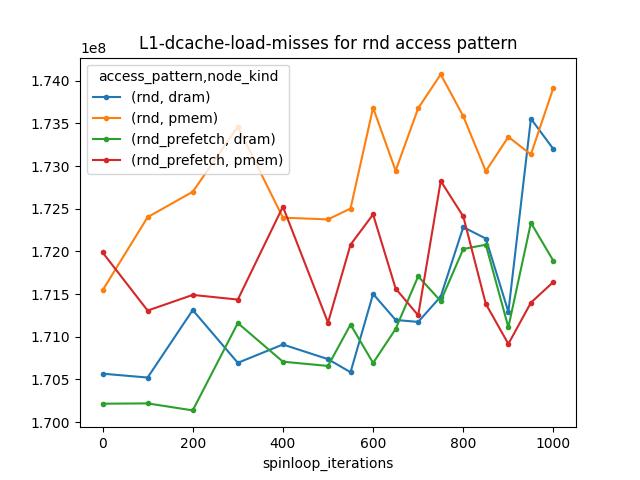 L1-dcache-load-misses for rnd access pattern
1e8
1.740
1.735
1.730
1.725
1.720
1.715
1.710
1.705
1.700
access_pattern,node_kind
(rnd, dram)
(rnd, pmem)
(rnd_prefetch, dram)
(rnd_prefetch, pmem)
0 200 400 600 800 1000
spinloop_iterations